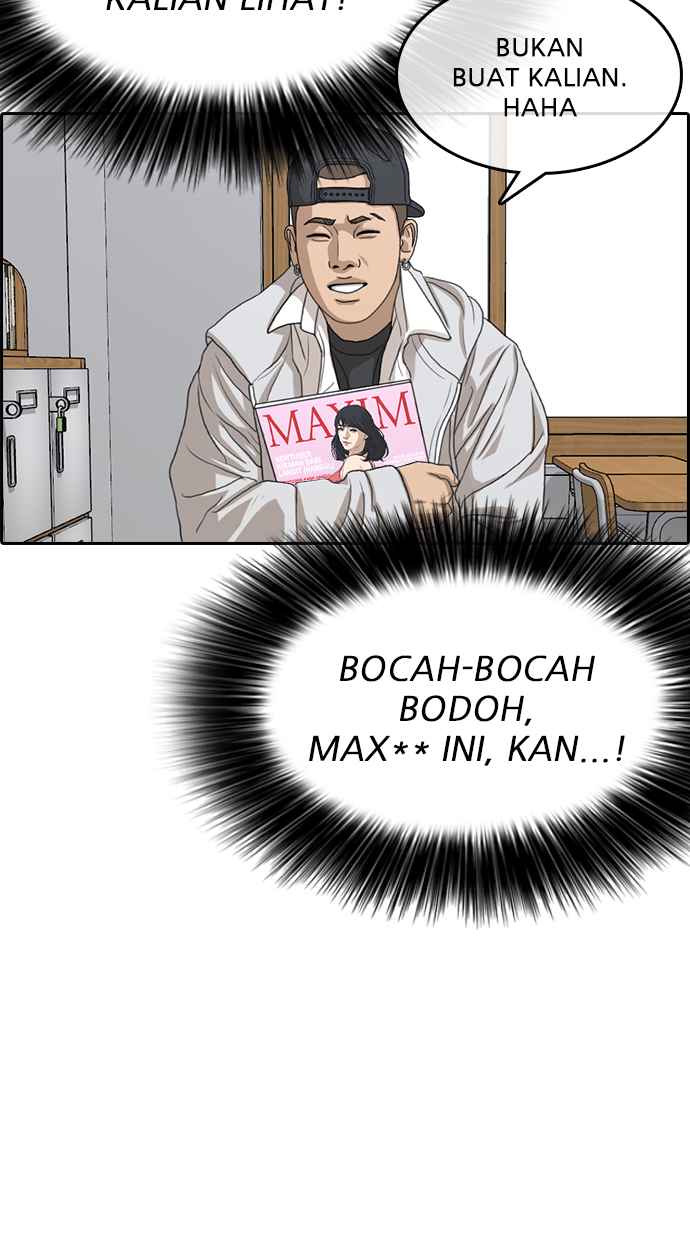 KALIAN LIHAT!
BUKAN
BUAT KALIAN.
HAHA
MAXIM
BOCAH-BOCAH
BODOH,
MAX** INI, KAN...!